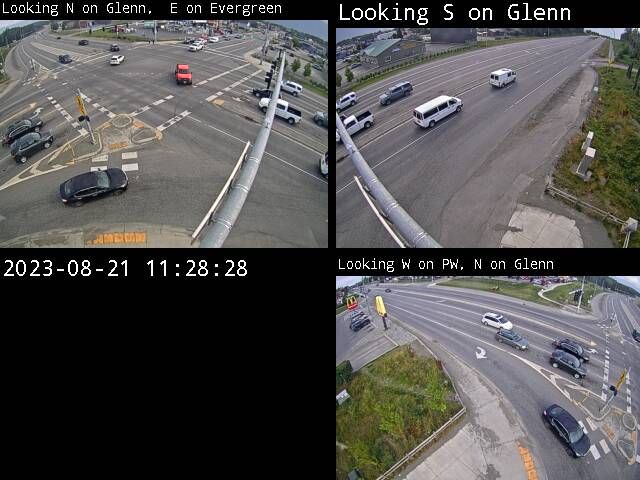 Looking N on Glenn, E on Evergreen
Looking S on Glenn
2023-08-21 11:28:28
Looking W on PW, N on Glenn